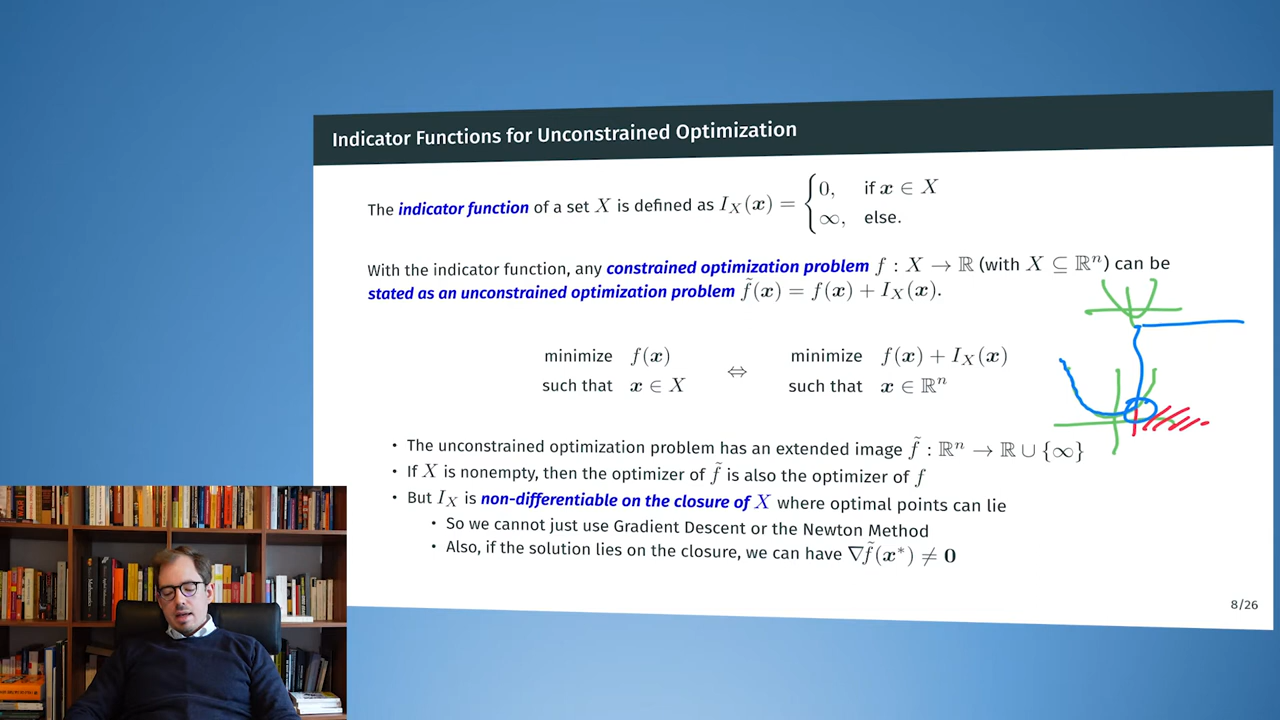 Indicator Functions for Unconstrained Optimization
The indicator function of a set X is defined as I_X(x) = { 0, if x ∈ X
∞, else.
With the indicator function, any constrained optimization problem f : X → ℝ (with X ⊆ ℝⁿ) can be
stated as an unconstrained optimization problem f̃(x) = f(x) + I_X(x).
minimize f(x) ⇔ minimize f(x) + I_X(x)
such that x ∈ X such that x ∈ ℝⁿ
• The unconstrained optimization problem has an extended image f̃ : ℝⁿ → ℝ ∪ {∞}
• If X is nonempty, then the optimizer of f̃ is also the optimizer of f
• But I_X is non-differentiable on the closure of X where optimal points can lie
• So we cannot just use Gradient Descent or the Newton Method
• Also, if the solution lies on the closure, we can have ∇f̃(x*) ≠ 0
8/26